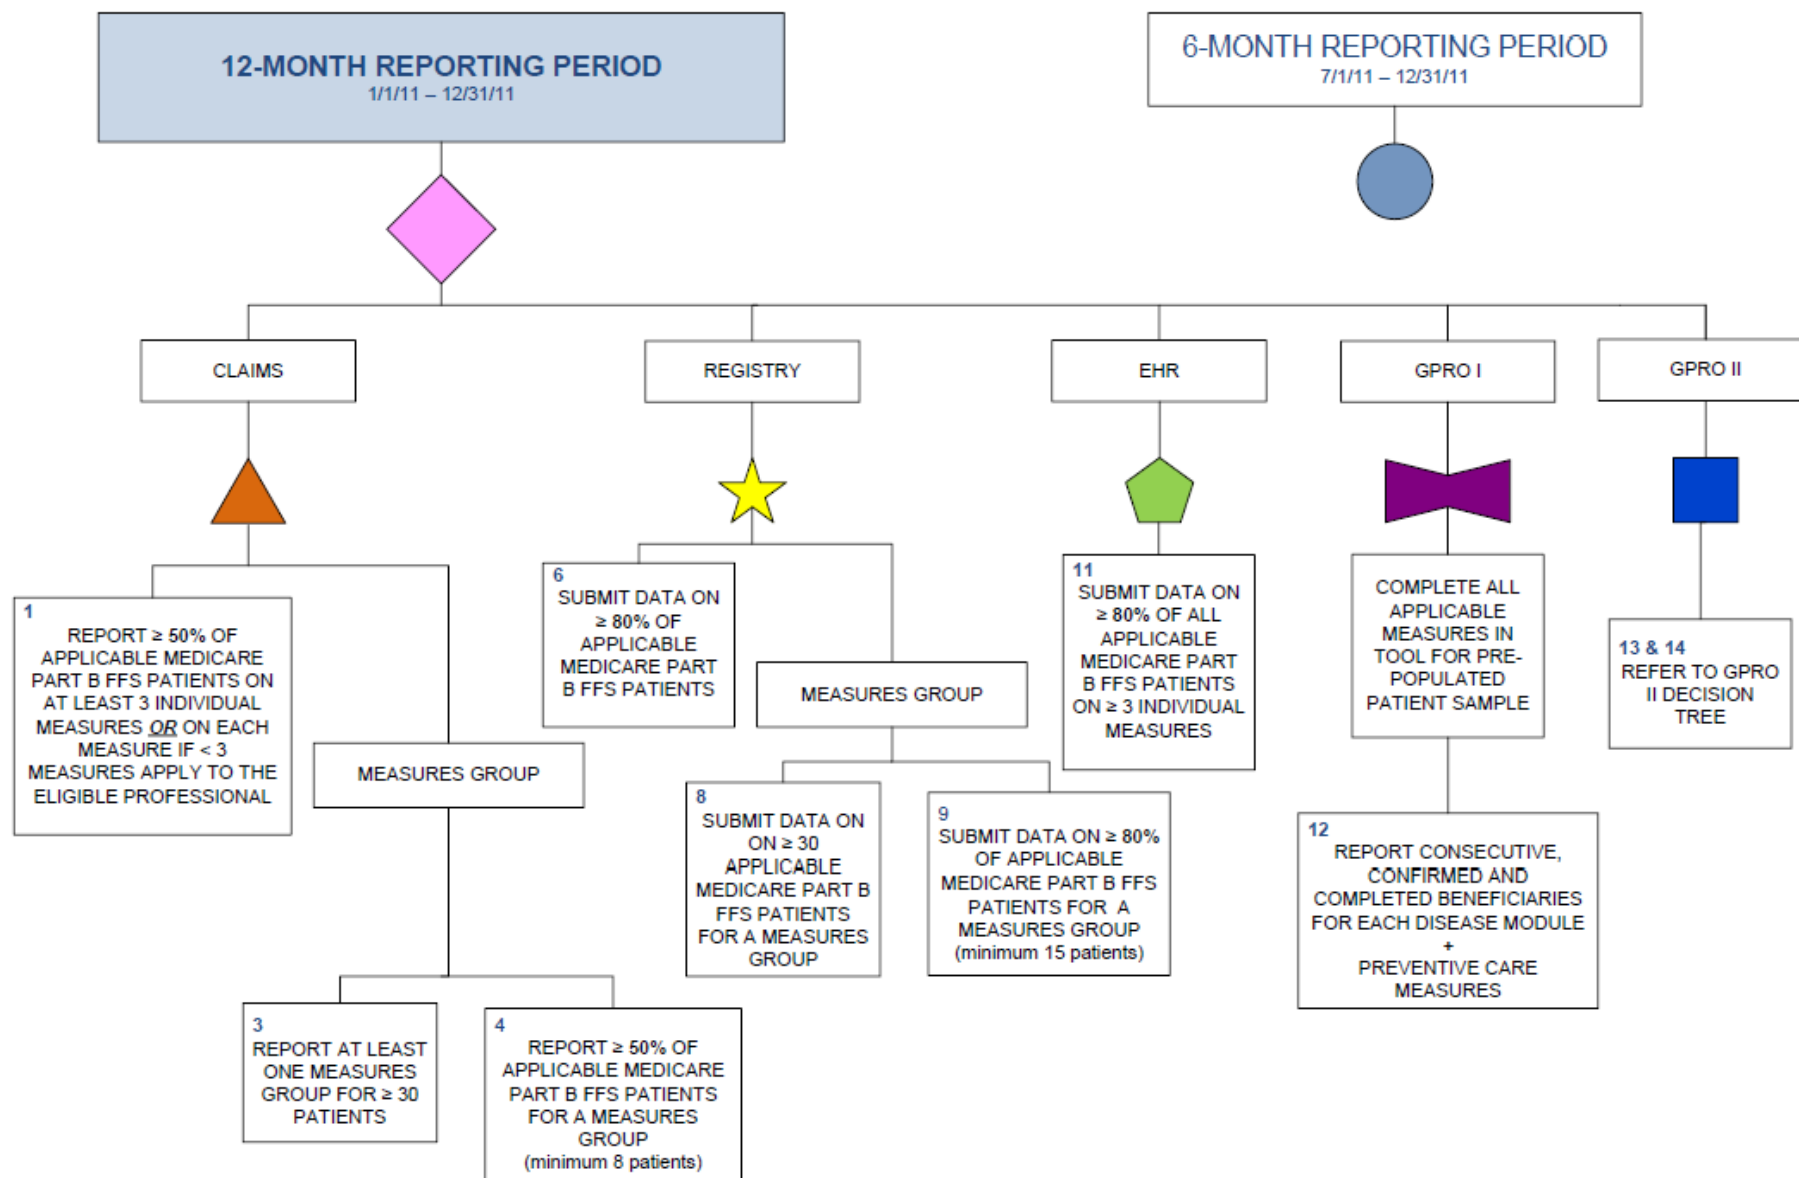 12-MONTH REPORTING PERIOD
1/1/11 – 12/31/11
6-MONTH REPORTING PERIOD
7/1/11 – 12/31/11
CLAIMS
REGISTRY
EHR
GPRO I
GPRO II
1
REPORT ≥ 50% OF
APPLICABLE MEDICARE
PART B FFS PATIENTS ON
AT LEAST 3 INDIVIDUAL
MEASURES OR ON EACH
MEASURE IF < 3
MEASURES APPLY TO THE
ELIGIBLE PROFESSIONAL
MEASURES GROUP
3
REPORT AT LEAST
ONE MEASURES
GROUP FOR ≥ 30
PATIENTS
4
REPORT ≥ 50% OF
APPLICABLE MEDICARE
PART B FFS PATIENTS
FOR A MEASURES
GROUP
(minimum 8 patients)
6
SUBMIT DATA ON
≥ 80% OF
APPLICABLE
MEDICARE PART
B FFS PATIENTS
MEASURES GROUP
8
SUBMIT DATA ON
ON ≥ 30
APPLICABLE
MEDICARE PART B
FFS PATIENTS
FOR A MEASURES
GROUP
9
SUBMIT DATA ON ≥ 80%
OF APPLICABLE
MEDICARE PART B FFS
PATIENTS FOR A
MEASURES GROUP
(minimum 15 patients)
11
SUBMIT DATA ON
≥ 80% OF ALL
APPLICABLE
MEDICARE PART
B FFS PATIENTS
ON ≥ 3 INDIVIDUAL
MEASURES
COMPLETE ALL
APPLICABLE
MEASURES IN
TOOL FOR PRE-
POPULATED
PATIENT SAMPLE
12
REPORT CONSECUTIVE,
CONFIRMED AND
COMPLETED BENEFICIARIES
FOR EACH DISEASE MODULE
+
PREVENTIVE CARE
MEASURES
13 & 14
REFER TO GPRO
II DECISION
TREE